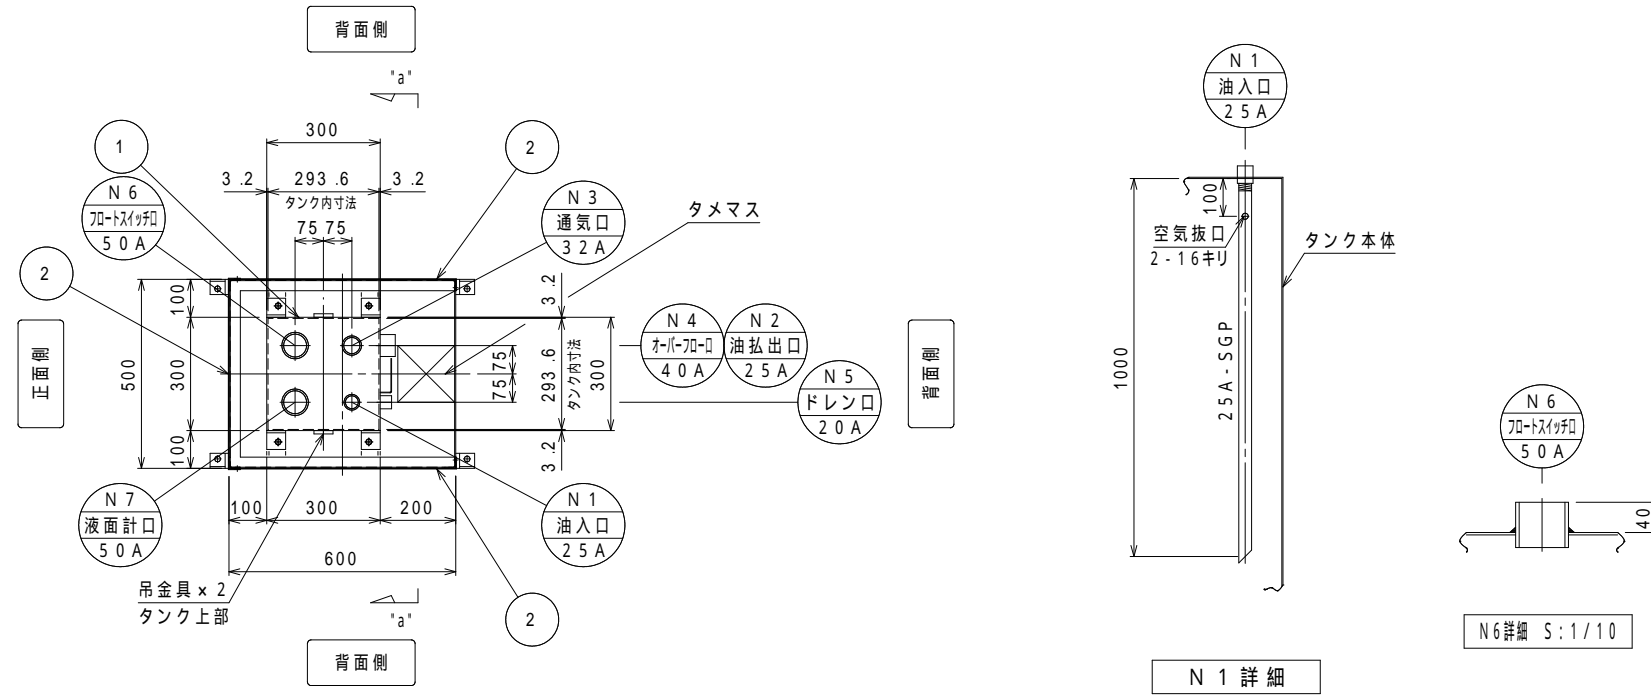 背面側
"a"
300
1
2
3.2 293.6 3.2
タンク内寸法
75 75
N6
フロートスイッチ口
50A
N3
通気口
32A
タメマス
2
100
300
100
500
3.2
293.6
タンク内寸法
3.2
300
75 75
正面側
N4
オーバーフロー口
40A
N2
油払出口
25A
N5
ドレン口
20A
背面側
N7
液面計口
50A
100 300 200
600
N1
油入口
25A
吊金具×2
タンク上部
"a"
2
背面側
N1
油入口
25A
100
空気抜口
2-16キリ
タンク本体
1000
25A-SGP
N1詳細
N6
フロートスイッチ口
50A
40
N6詳細 S:1/10